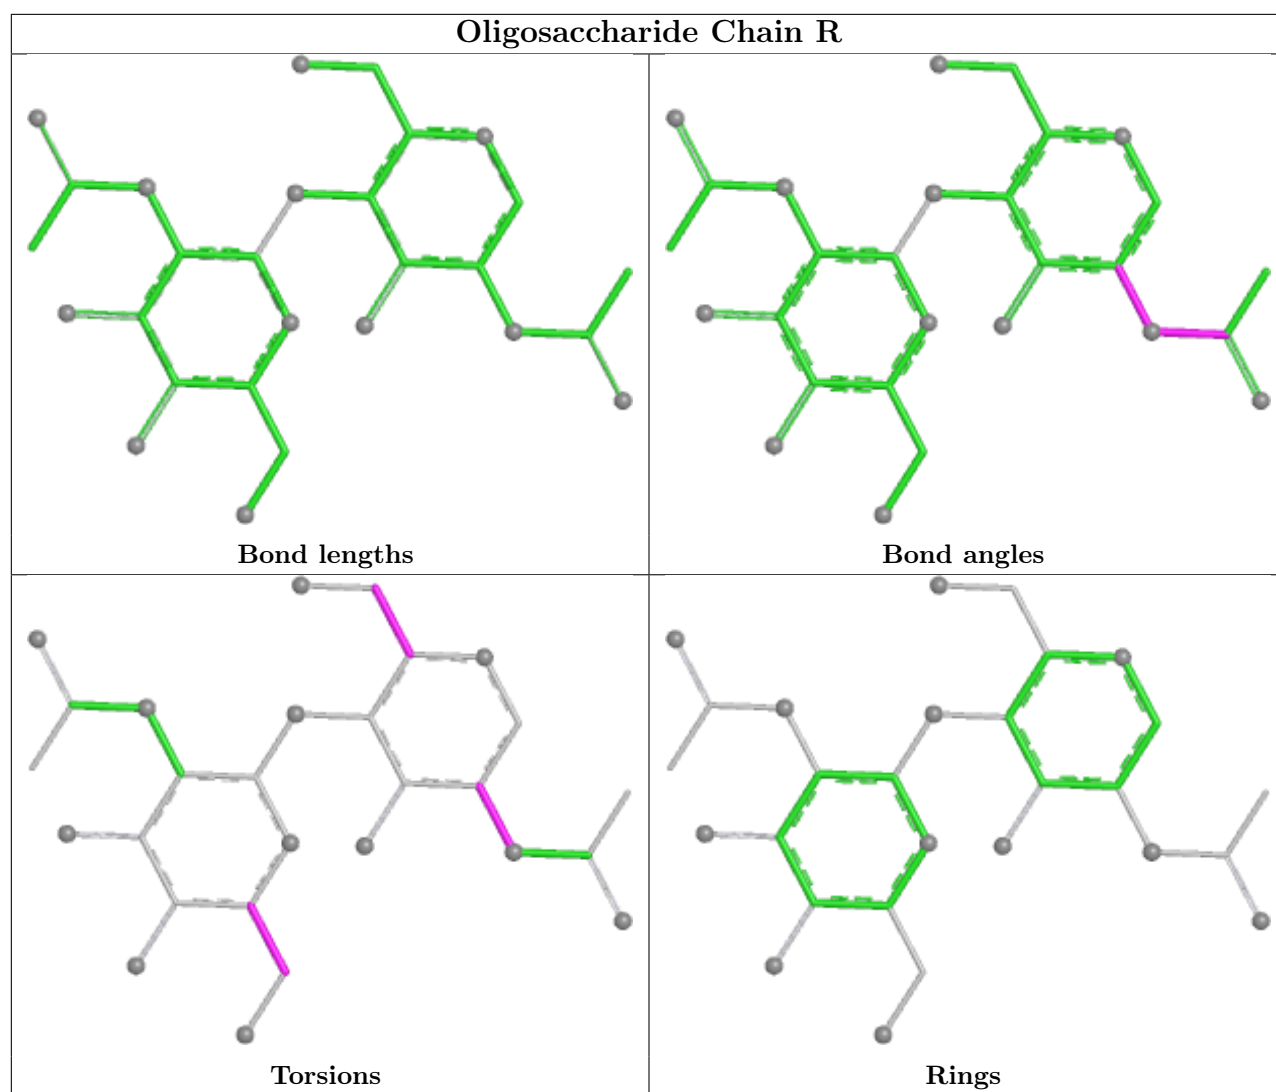 Oligosaccharide Chain R
Bond lengths
Bond angles
Torsions
Rings